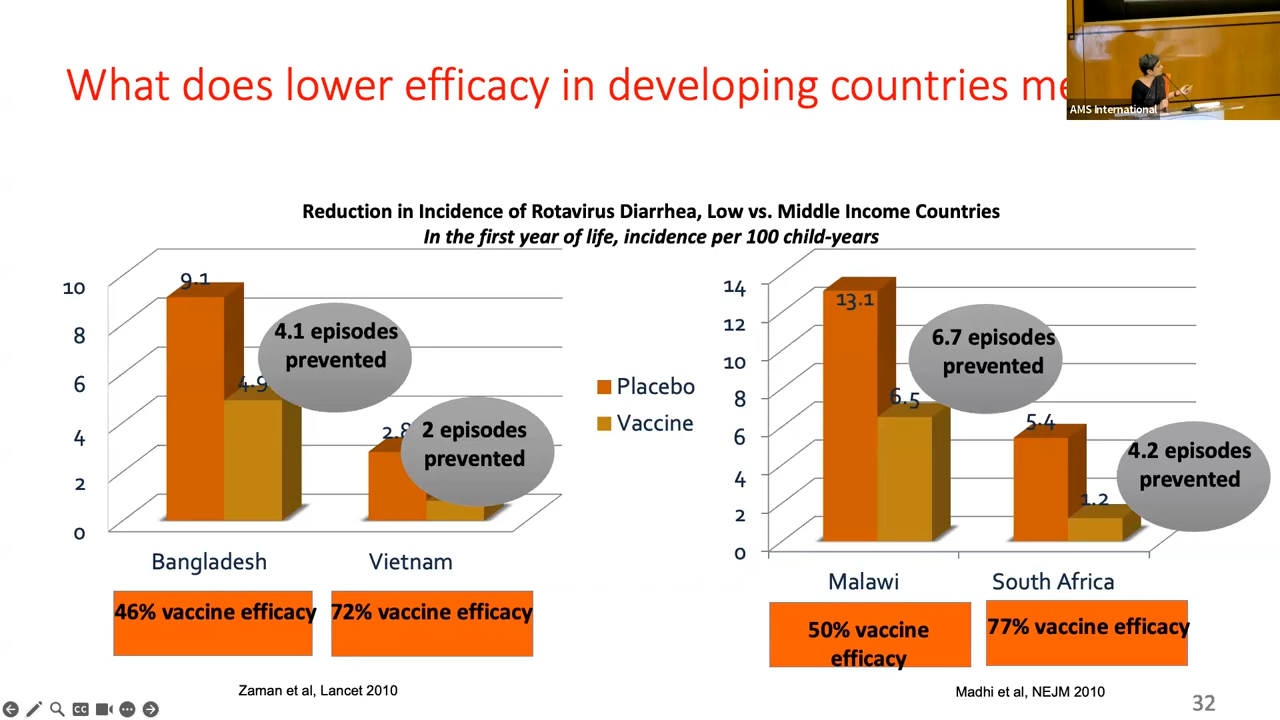 What does lower efficacy in developing countries
AMS International
Reduction in Incidence of Rotavirus Diarrhea, Low vs. Middle Income Countries
In the first year of life, incidence per 100 child-years
10
8
6
4
2
0
9.1
4.9
4.1 episodes
prevented
2.8
2 episodes
prevented
Bangladesh
Vietnam
Placebo
Vaccine
14
12
10
8
6
4
2
0
13.1
6.5
6.7 episodes
prevented
5.4
1.2
4.2 episodes
prevented
Malawi
South Africa
46% vaccine efficacy
72% vaccine efficacy
50% vaccine
efficacy
77% vaccine efficacy
Zaman et al, Lancet 2010
Madhi et al, NEJM 2010
32
CC